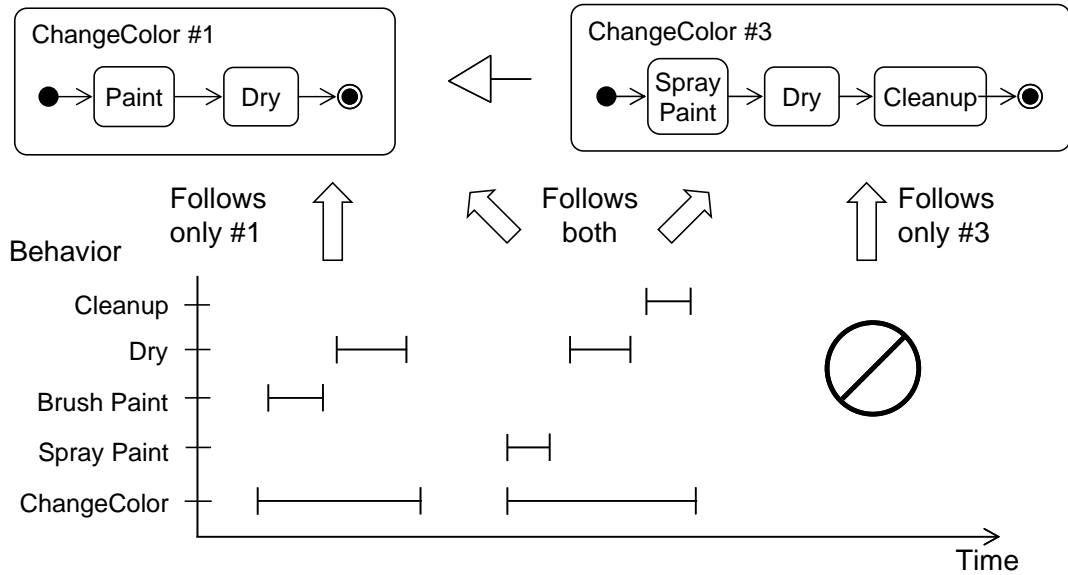 ChangeColor #1
Paint
Dry
ChangeColor #3
Spray
Paint
Dry
Cleanup
Follows
only #1
Follows
both
Follows
only #3
Behavior
Cleanup
Dry
Brush Paint
Spray Paint
ChangeColor
Time